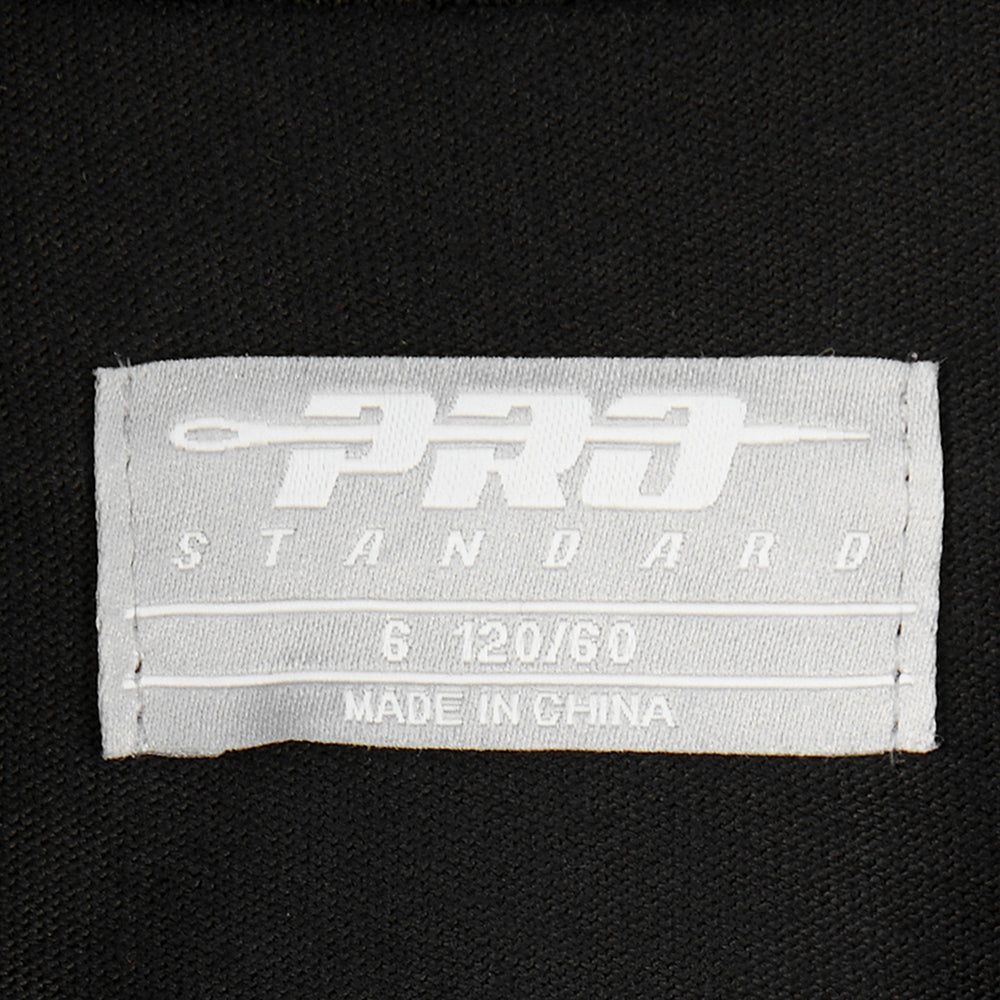 PRO
STANDARD
6 120/60
MADE IN CHINA